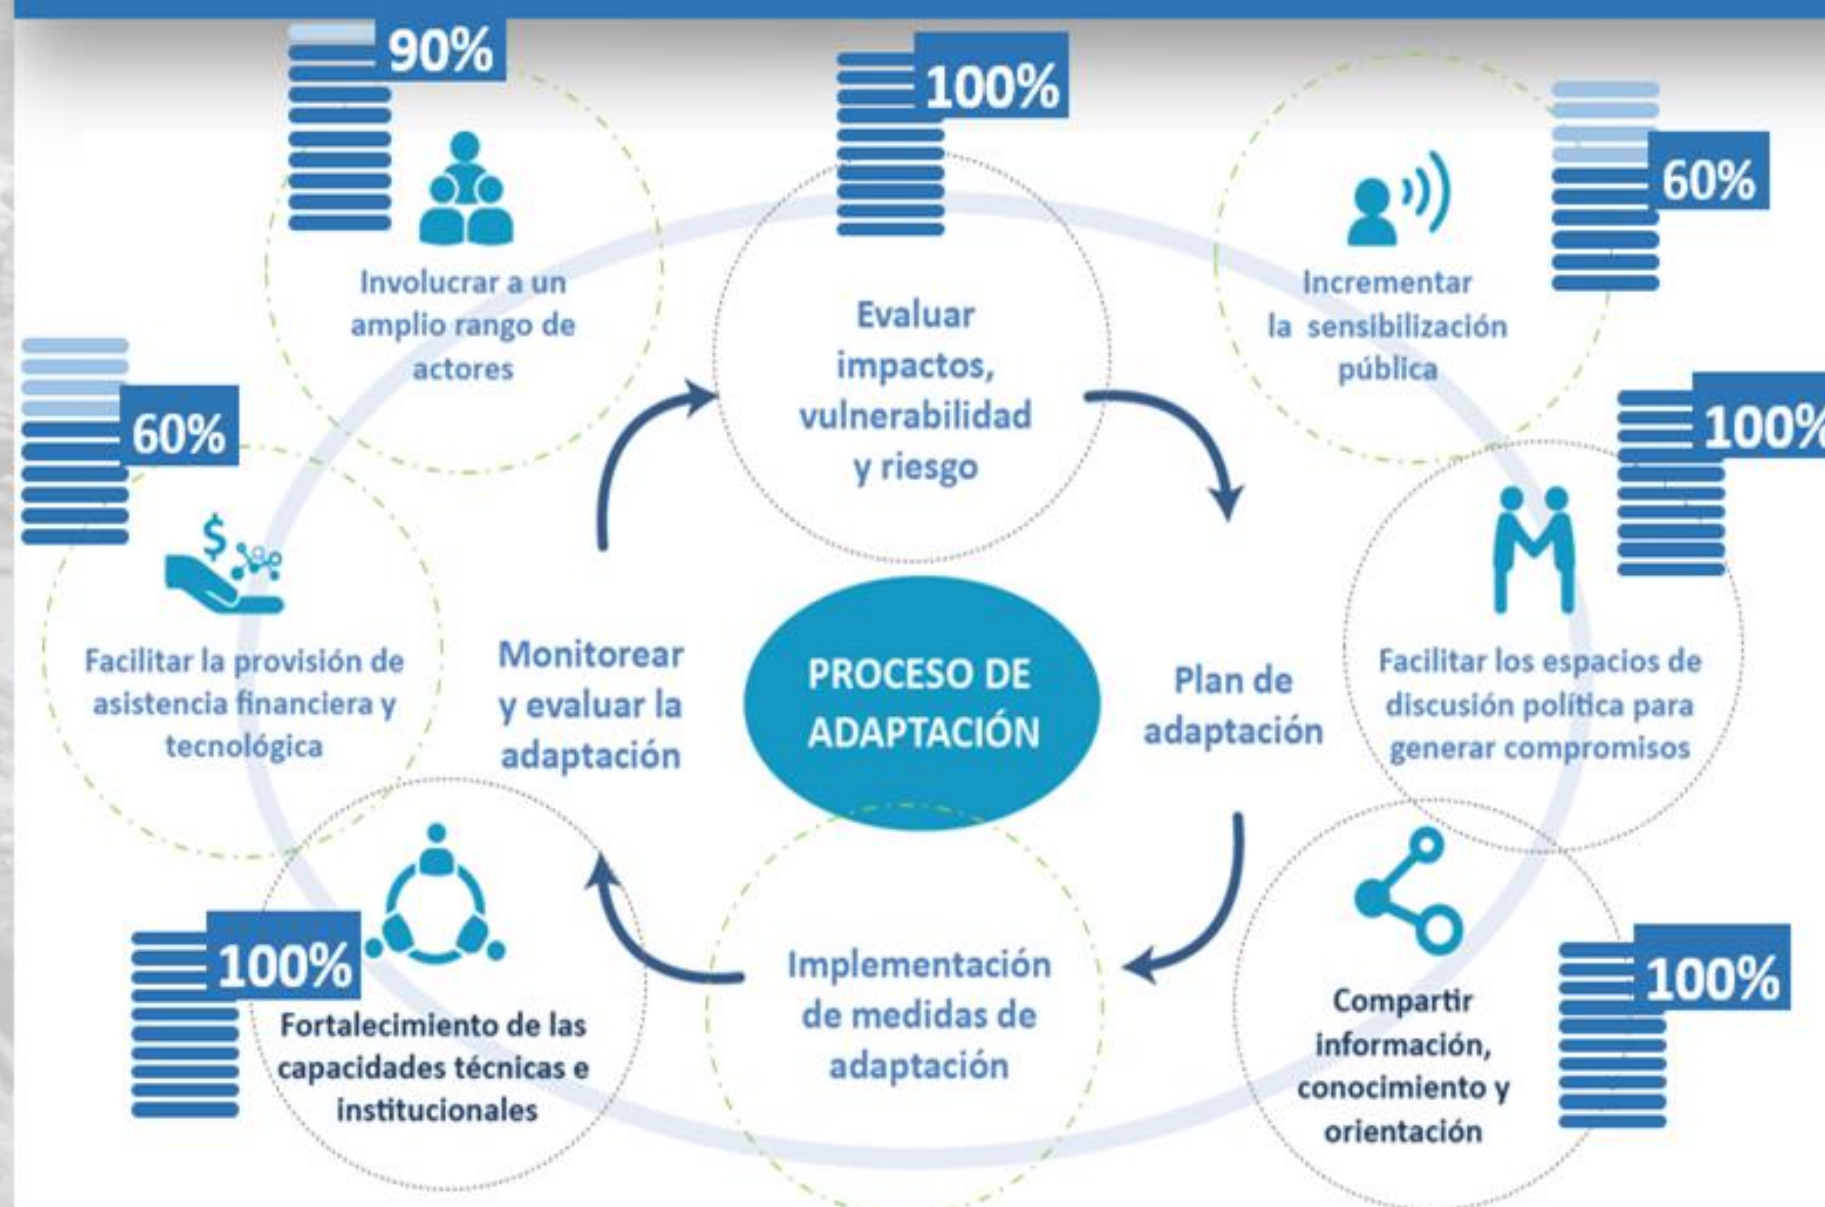 90%
Involucrar a un
amplio rango de
actores
100%
Evaluar
impactos,
vulnerabilidad
y riesgo
60%
Incrementar
la sensibilización
pública
60%
$
Facilitar la provisión de
asistencia financiera y
tecnológica
Monitorear
y evaluar la
adaptación
PROCESO DE
ADAPTACIÓN
Plan de
adaptación
100%
Facilitar los espacios de
discusión política para
generar compromisos
100%
Fortalecimiento de las
capacidades técnicas e
institucionales
Implementación
de medidas de
adaptación
100%
Compartir
información,
conocimiento y
orientación